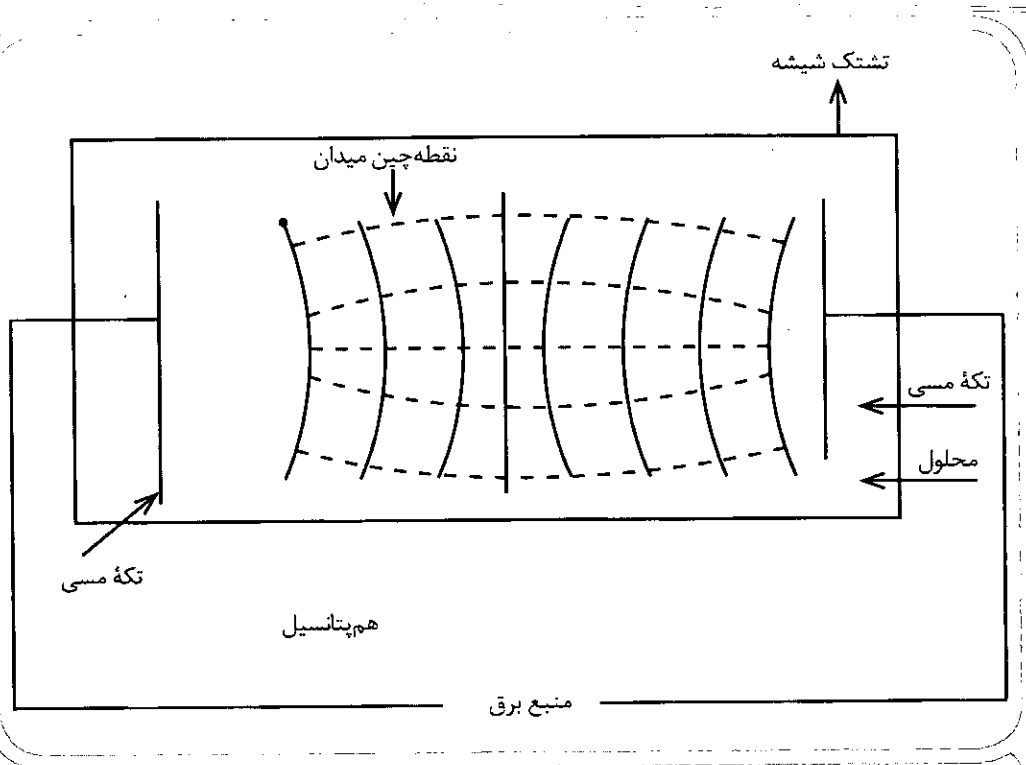 تشتک شیشه
نقطه‌چین میدان
تکهٔ مسی
محلول
تکهٔ مسی
هم‌پتانسیل
منبع برق